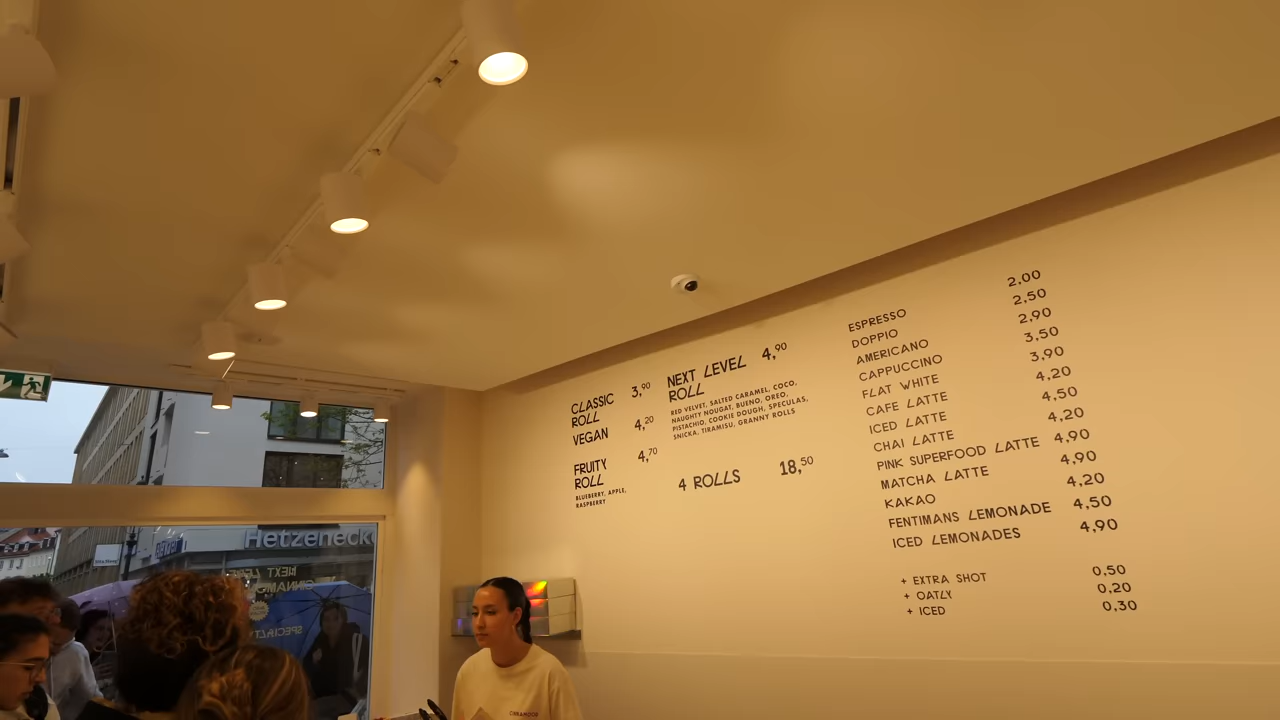 CLASSIC
ROLL 3,90
VEGAN 4,20
FRUITY
ROLL 4,70
BLUEBERRY, APPLE,
RASPBERRY
NEXT LEVEL
ROLL 4,90
RED VELVET, SALTED CARAMEL, COCO,
NAUGHTY NOUGAT, BUENO, OREO,
PISTACHIO, COOKIE DOUGH, SPECULAS,
SNICKA, TIRAMISU, GRANNY ROLLS
4 ROLLS 18,50
ESPRESSO 2,00
DOPPIO 2,50
AMERICANO 2,90
CAPPUCCINO 3,50
FLAT WHITE 3,90
CAFE LATTE 4,20
ICED LATTE 4,50
CHAI LATTE 4,20
PINK SUPERFOOD LATTE 4,90
MATCHA LATTE 4,90
KAKAO 4,20
FENTIMANS LEMONADE 4,50
ICED LEMONADES 4,90
+ EXTRA SHOT 0,50
+ OATLY 0,20
+ ICED 0,30
Hetzeneck
NEXT LEVEL
CINNAMON
SPECIALTY